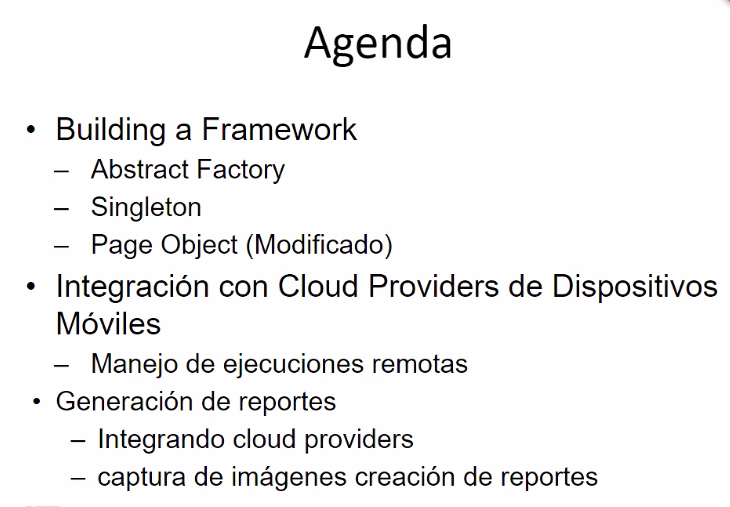 Agenda
• Building a Framework
– Abstract Factory
– Singleton
– Page Object (Modificado)
• Integración con Cloud Providers de Dispositivos
Móviles
– Manejo de ejecuciones remotas
• Generación de reportes
– Integrando cloud providers
– captura de imágenes creación de reportes